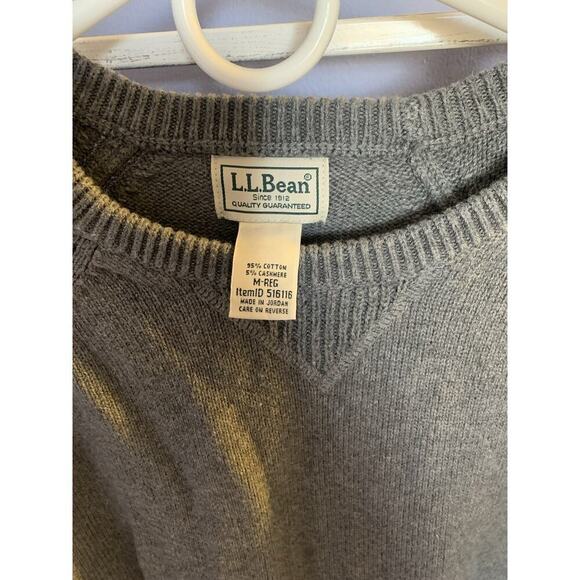 L.L.Bean®
Since 1912
QUALITY GUARANTEED
95% COTTON
5% CASHMERE
M-REG
ItemID 516116
MADE IN JORDAN
CARE ON REVERSE